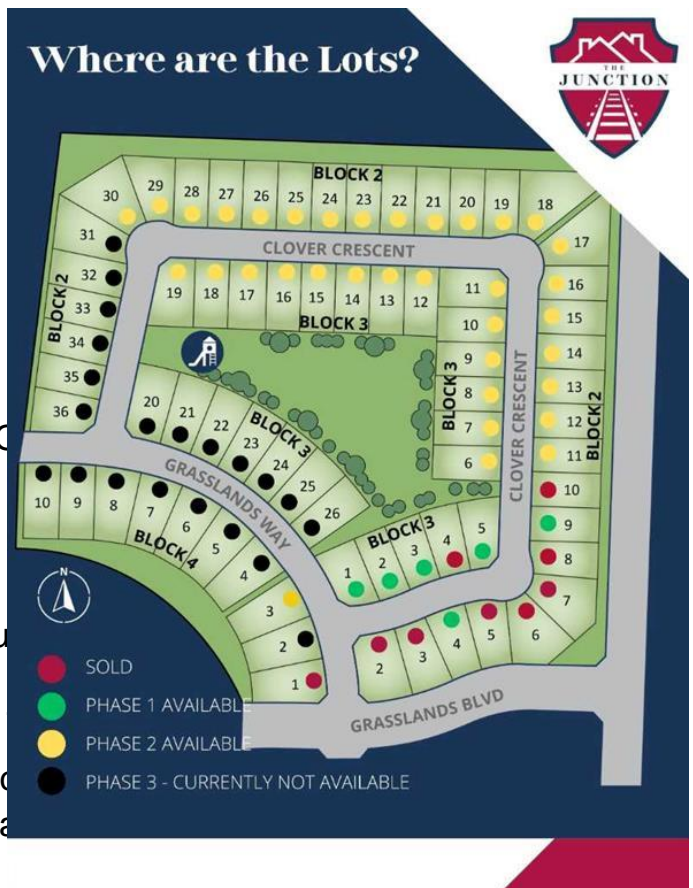 Where are the Lots?
THE
JUNCTION
BLOCK 2
30 29 28 27 26 25 24 23 22 21 20 19 18
17
31
CLOVER CRESCENT
32
33
34
35
36
BLOCK 2
19 18 17 16 15 14 13 12
BLOCK 3
11
10
9
8
7
6
BLOCK 3
CLOVER CRESCENT
16
15
14
13
12
11
10
9
8
7
6
BLOCK 2
20 21 22 23 24 25 26
BLOCK 3
GRASSLANDS WAY
10 9 8 7 6 5 4
BLOCK 4
3
2
1
BLOCK 3
1 2 3 4 5
2 3 4 5
GRASSLANDS BLVD
N
SOLD
PHASE 1 AVAILABLE
PHASE 2 AVAILABLE
PHASE 3 - CURRENTLY NOT AVAILABLE